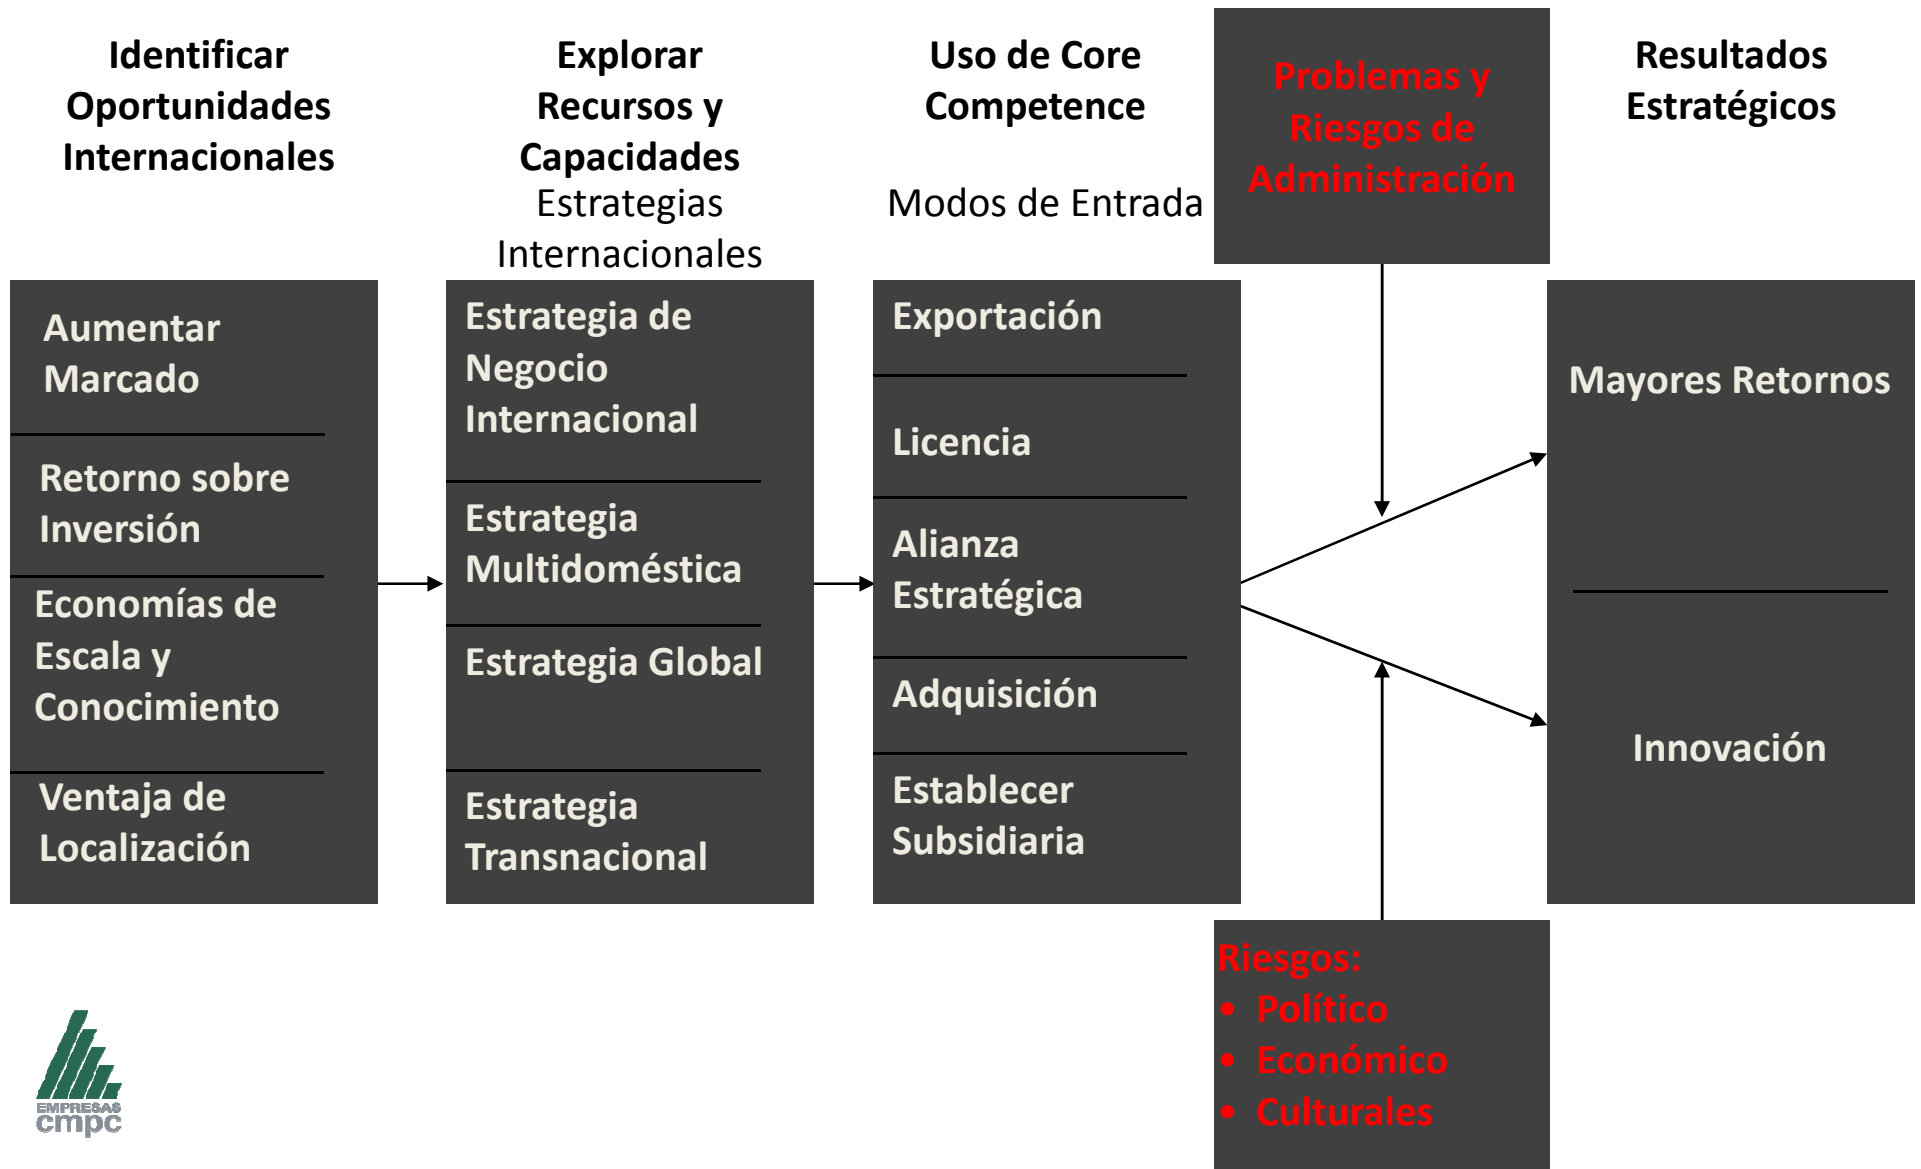 Identificar
Oportunidades
Internacionales
Explorar
Recursos y
Capacidades
Estrategias
Internacionales
Uso de Core
Competence
Modos de Entrada
Problemas y
Riesgos de
Administración
Resultados
Estratégicos
Aumentar
Marcado
Retorno sobre
Inversión
Economías de
Escala y
Conocimiento
Ventaja de
Localización
Estrategia de
Negocio
Internacional
Estrategia
Multidoméstica
Estrategia Global
Estrategia
Transnacional
Exportación
Licencia
Alianza
Estratégica
Adquisición
Establecer
Subsidiaria
Mayores Retornos
Innovación
Riesgos:
• Político
• Económico
• Culturales
EMPRESAS
cmpc